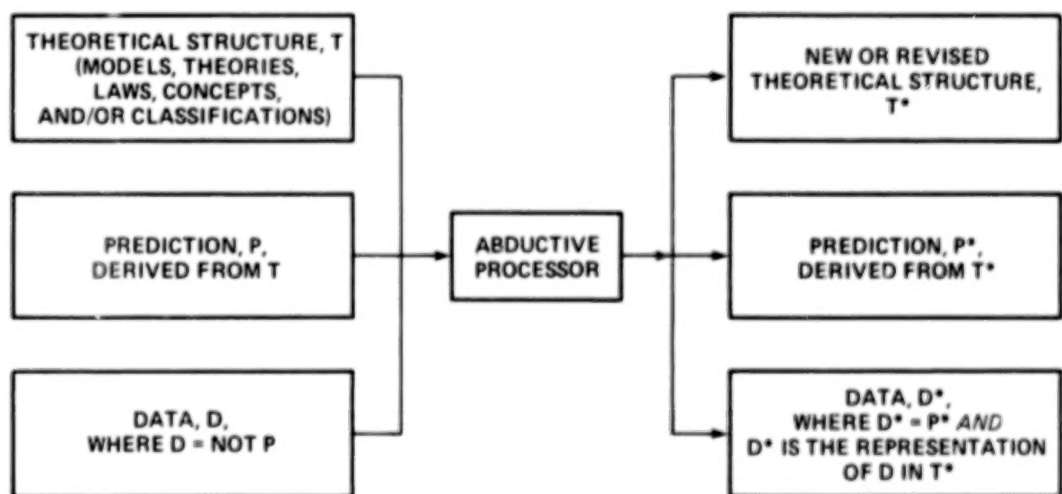 THEORETICAL STRUCTURE, T
(MODELS, THEORIES,
LAWS, CONCEPTS,
AND/OR CLASSIFICATIONS)
PREDICTION, P,
DERIVED FROM T
DATA, D,
WHERE D = NOT P
ABDUCTIVE
PROCESSOR
NEW OR REVISED
THEORETICAL STRUCTURE,
T*
PREDICTION, P*,
DERIVED FROM T*
DATA, D*,
WHERE D* = P* AND
D* IS THE REPRESENTATION
OF D IN T*